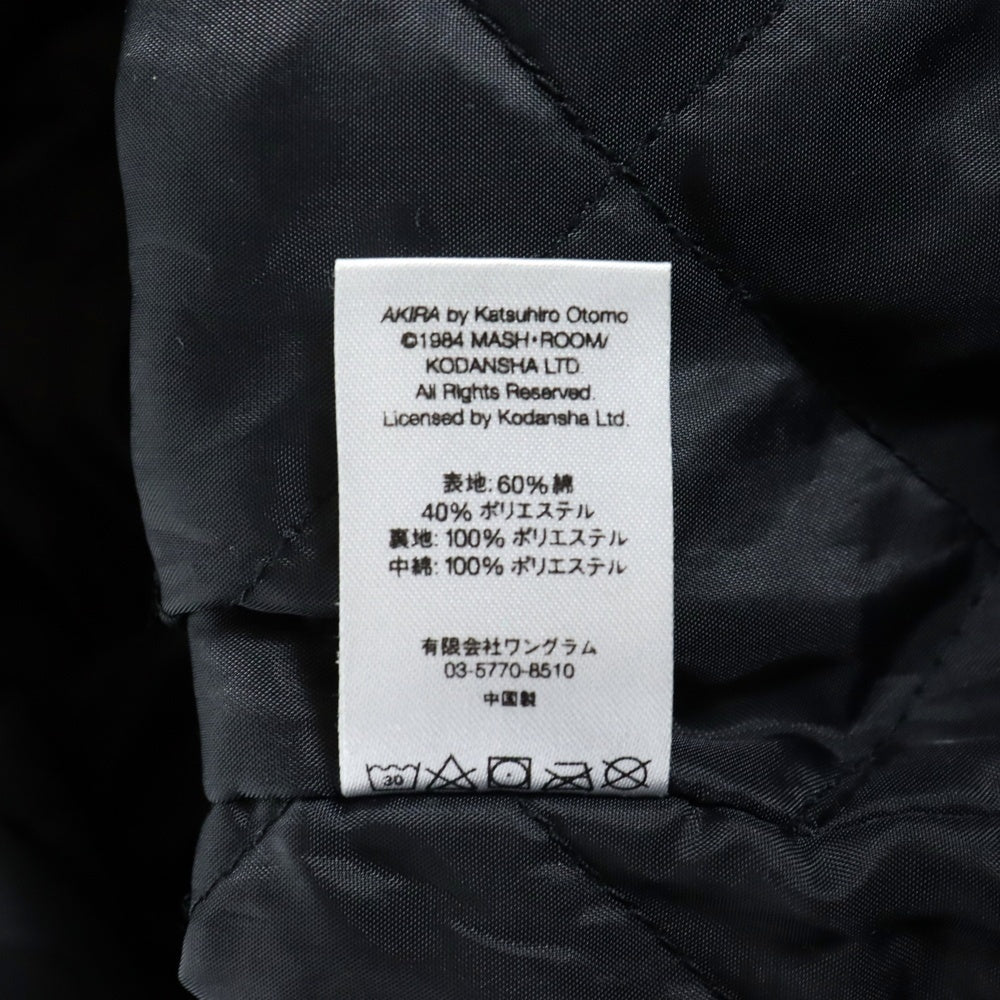 AKIRA by Katsuhiro Otomo
©1984 MASH・ROOM/
KODANSHA LTD
All Rights Reserved.
Licensed by Kodansha Ltd.
表地: 60% 綿
40% ポリエステル
裏地: 100% ポリエステル
中綿: 100% ポリエステル
有限会社ワングラム
03-5770-8510
中国製
30